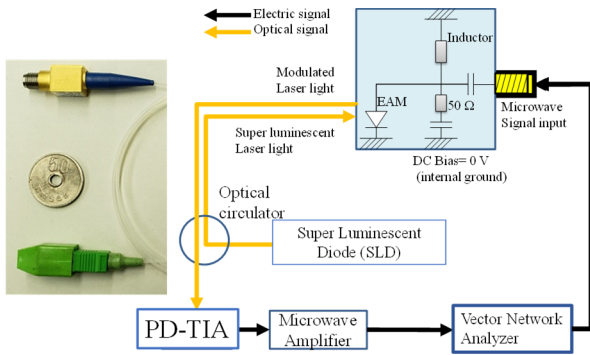 Electric signal
Optical signal
Inductor
Modulated
Laser light
EAM
50 Ω
Microwave
Signal input
Super luminescent
Laser light
DC Bias= 0 V
(internal ground)
50
Optical
circulator
Super Luminescent
Diode (SLD)
PD-TIA
Microwave
Amplifier
Vector Network
Analyzer